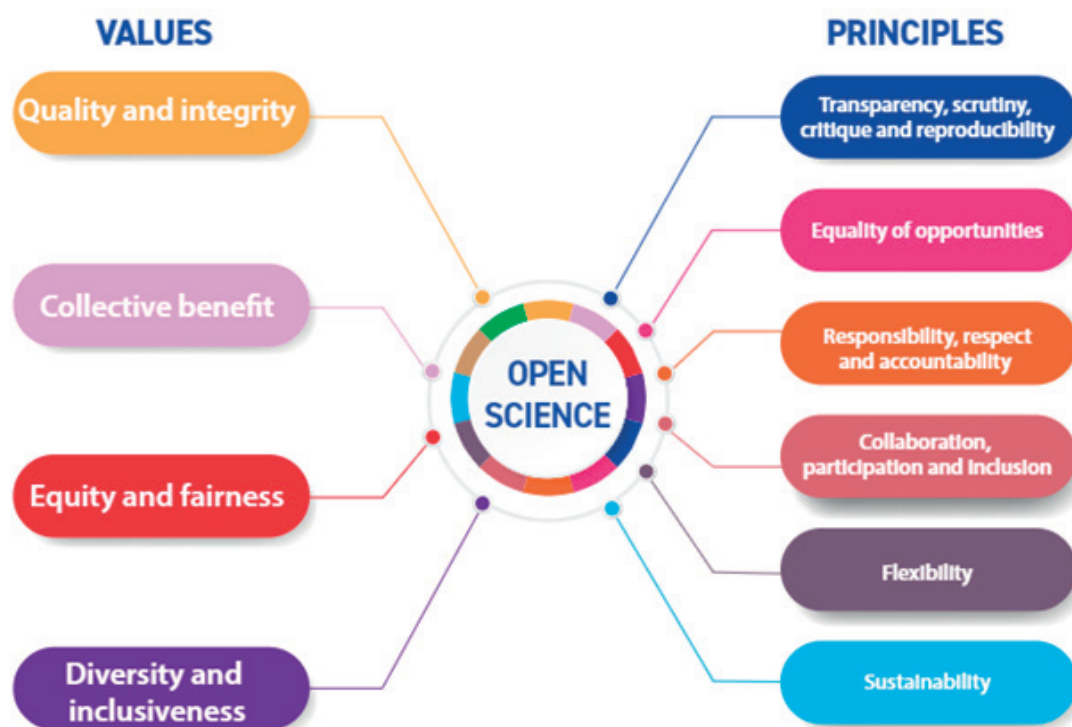 VALUES
Quality and integrity
Collective benefit
Equity and fairness
Diversity and
inclusiveness
OPEN
SCIENCE
PRINCIPLES
Transparency, scrutiny,
critique and reproducibility
Equality of opportunities
Responsibility, respect
and accountability
Collaboration,
participation and inclusion
Flexibility
Sustainability